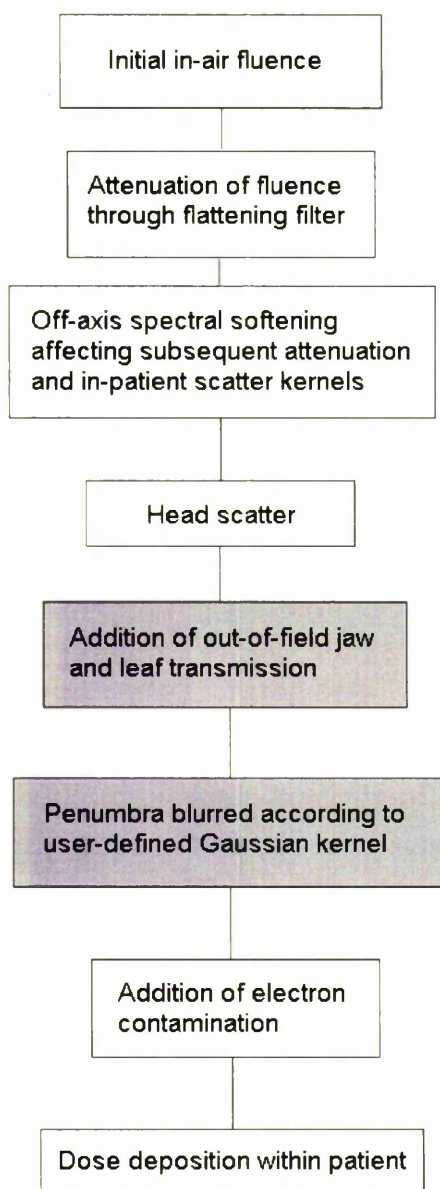 Initial in-air fluence
Attenuation of fluence
through flattening filter
Off-axis spectral softening
affecting subsequent attenuation
and in-patient scatter kernels
Head scatter
Addition of out-of-field jaw
and leaf transmission
Penumbra blurred according to
user-defined Gaussian kernel
Addition of electron
contamination
Dose deposition within patient